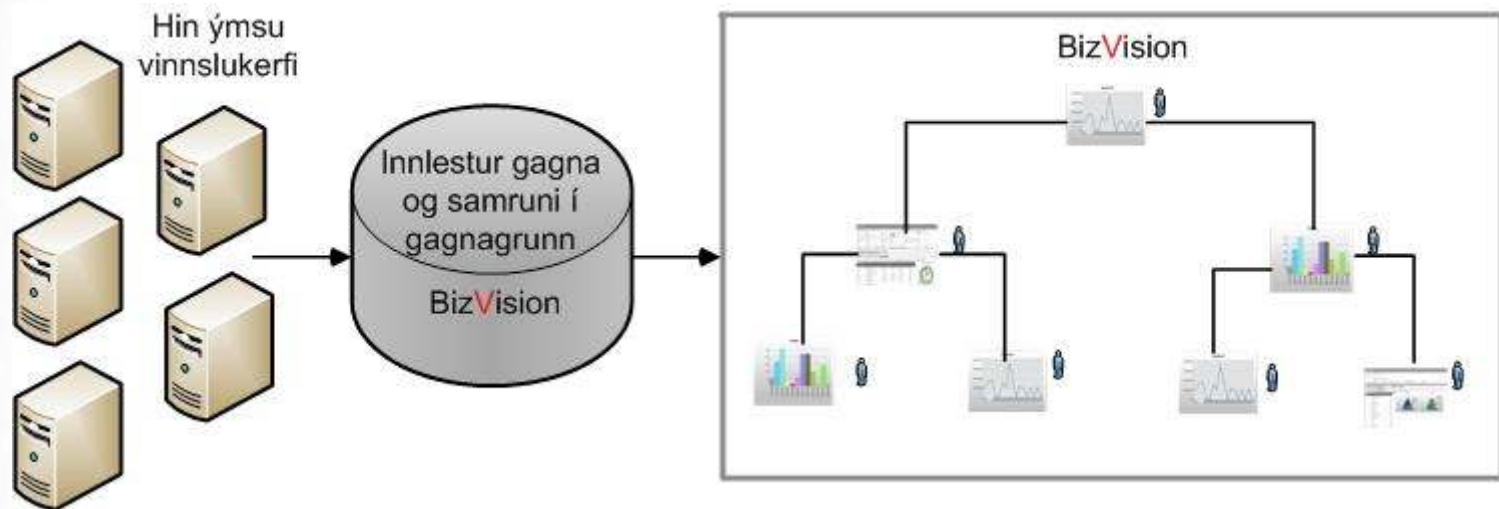 Hin ýmsu
vinnslukerfi
Innlestur gagna
og samruni í
gagnagrunn
BizVision
BizVision